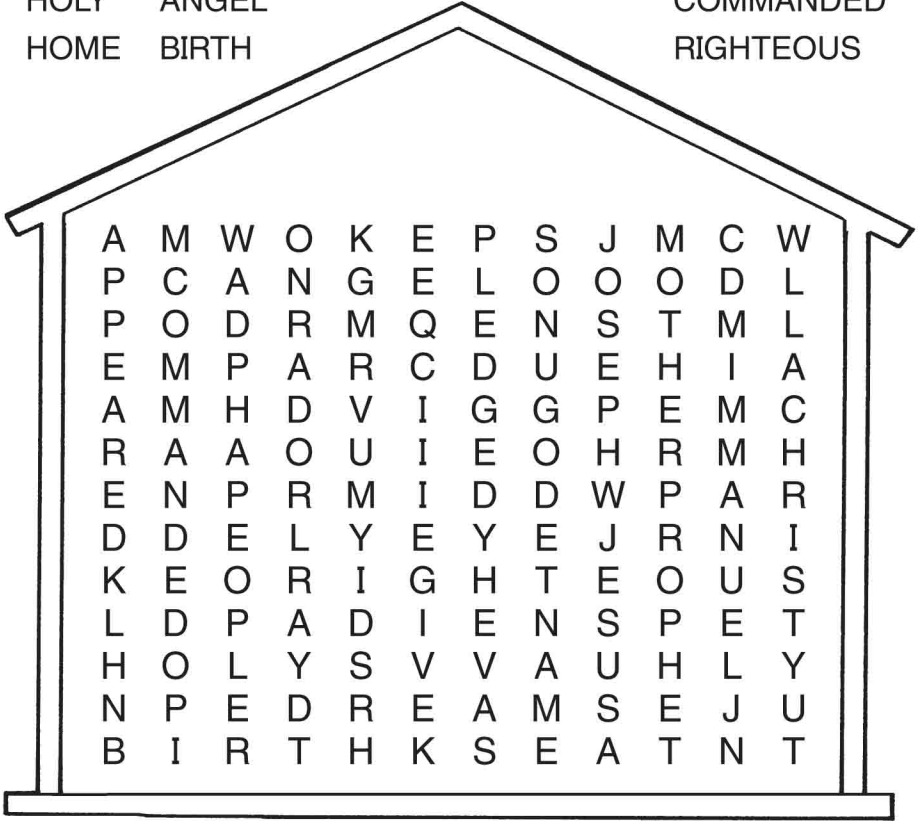 HOLY ANGEL COMMANDED
HOME BIRTH RIGHTEOUS
A M W O K E P S J M C W
P C A N G E L O O O D L
P O D R M Q E N S T M L
E M P A R C D U E H I A
A M H D V I G G P E M C
R A A O U I E O H R M H
E N P R M I D D W P A R
D D E L Y E Y E J R N I
K E O R I G H T E O U S
L D P A D I E N S P E T
H O L Y S V V A U H L Y
N P E D R E A M S E J U
B I R T H K S E A T N T